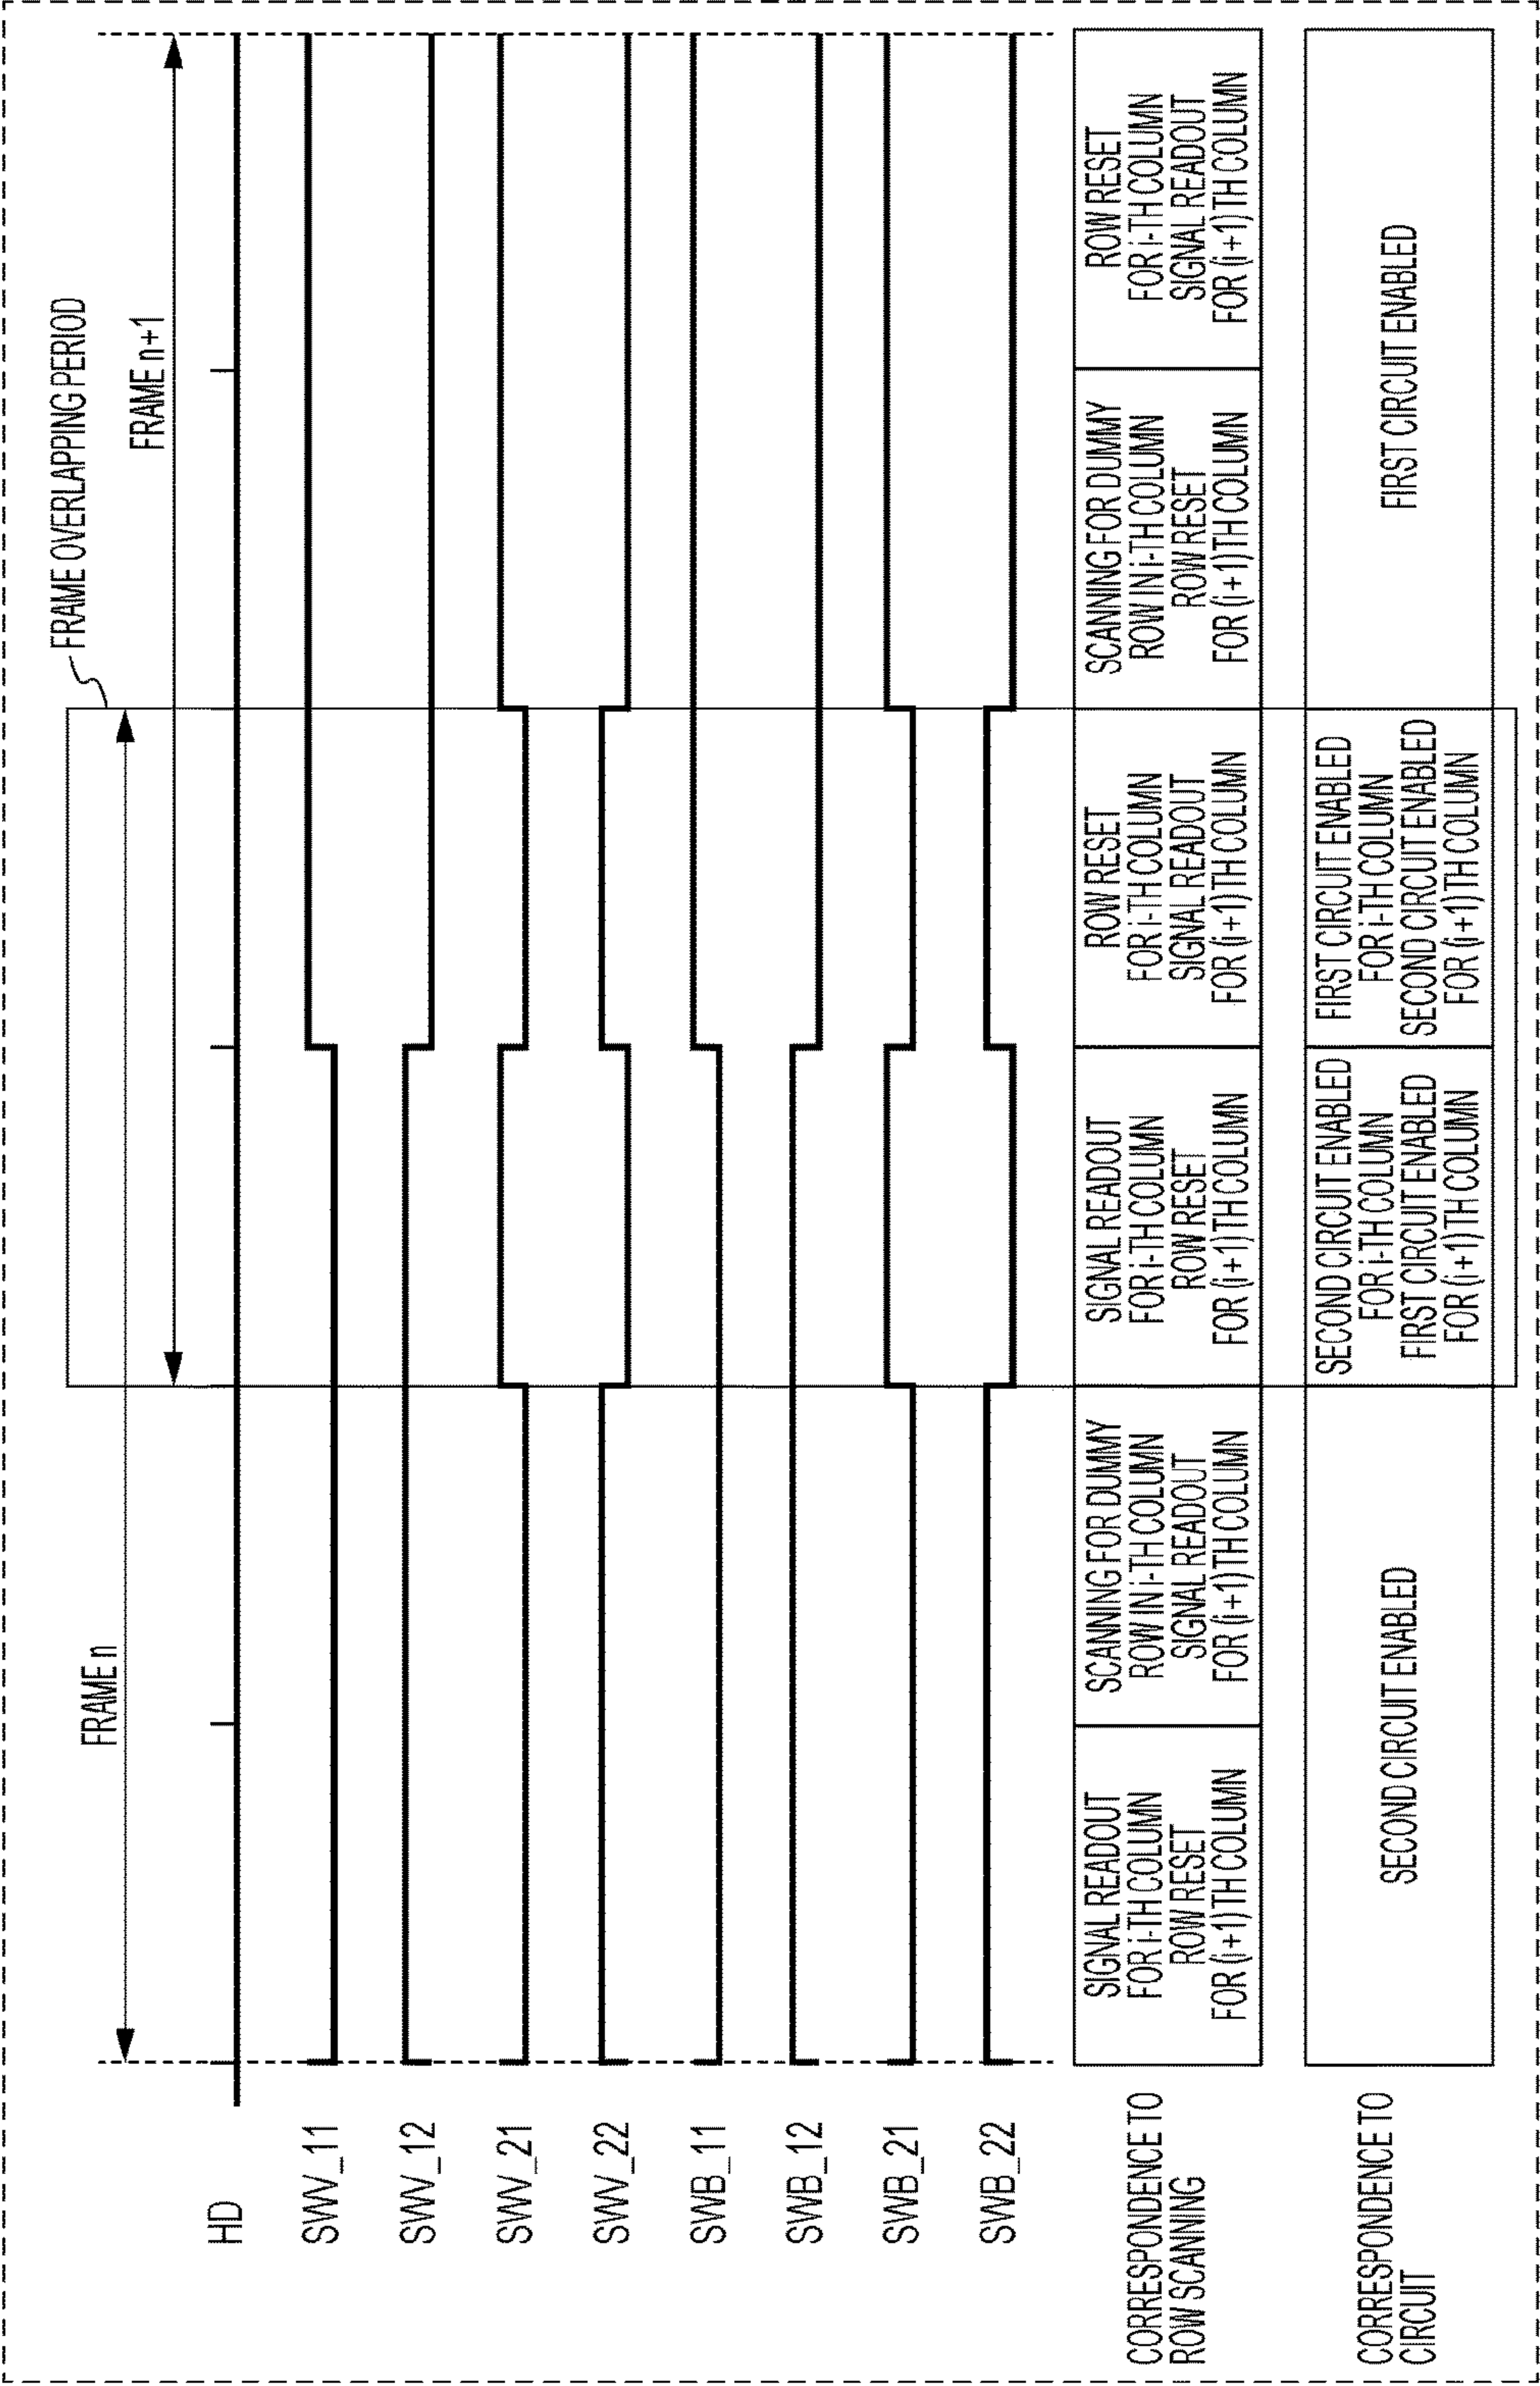 FRAME OVERLAPPING PERIOD
FRAME n
FRAME n+1
HD
SWV_11
SWV_12
SWV_21
SWV_22
SWB_11
SWB_12
SWB_21
SWB_22
CORRESPONDENCE TO
ROW SCANNING
SIGNAL READOUT
FOR i-TH COLUMN
ROW RESET
FOR (i+1)TH COLUMN
SCANNING FOR DUMMY
ROW IN i-TH COLUMN
SIGNAL READOUT
FOR (i+1)TH COLUMN
SIGNAL READOUT
FOR i-TH COLUMN
ROW RESET
FOR (i+1)TH COLUMN
ROW RESET
FOR i-TH COLUMN
SIGNAL READOUT
FOR (i+1)TH COLUMN
SCANNING FOR DUMMY
ROW IN i-TH COLUMN
ROW RESET
FOR (i+1)TH COLUMN
ROW RESET
FOR i-TH COLUMN
SIGNAL READOUT
FOR (i+1)TH COLUMN
CORRESPONDENCE TO
CIRCUIT
SECOND CIRCUIT ENABLED
SECOND CIRCUIT ENABLED
FOR i-TH COLUMN
FIRST CIRCUIT ENABLED
FOR (i+1)TH COLUMN
FIRST CIRCUIT ENABLED
FOR i-TH COLUMN
SECOND CIRCUIT ENABLED
FOR (i+1)TH COLUMN
FIRST CIRCUIT ENABLED